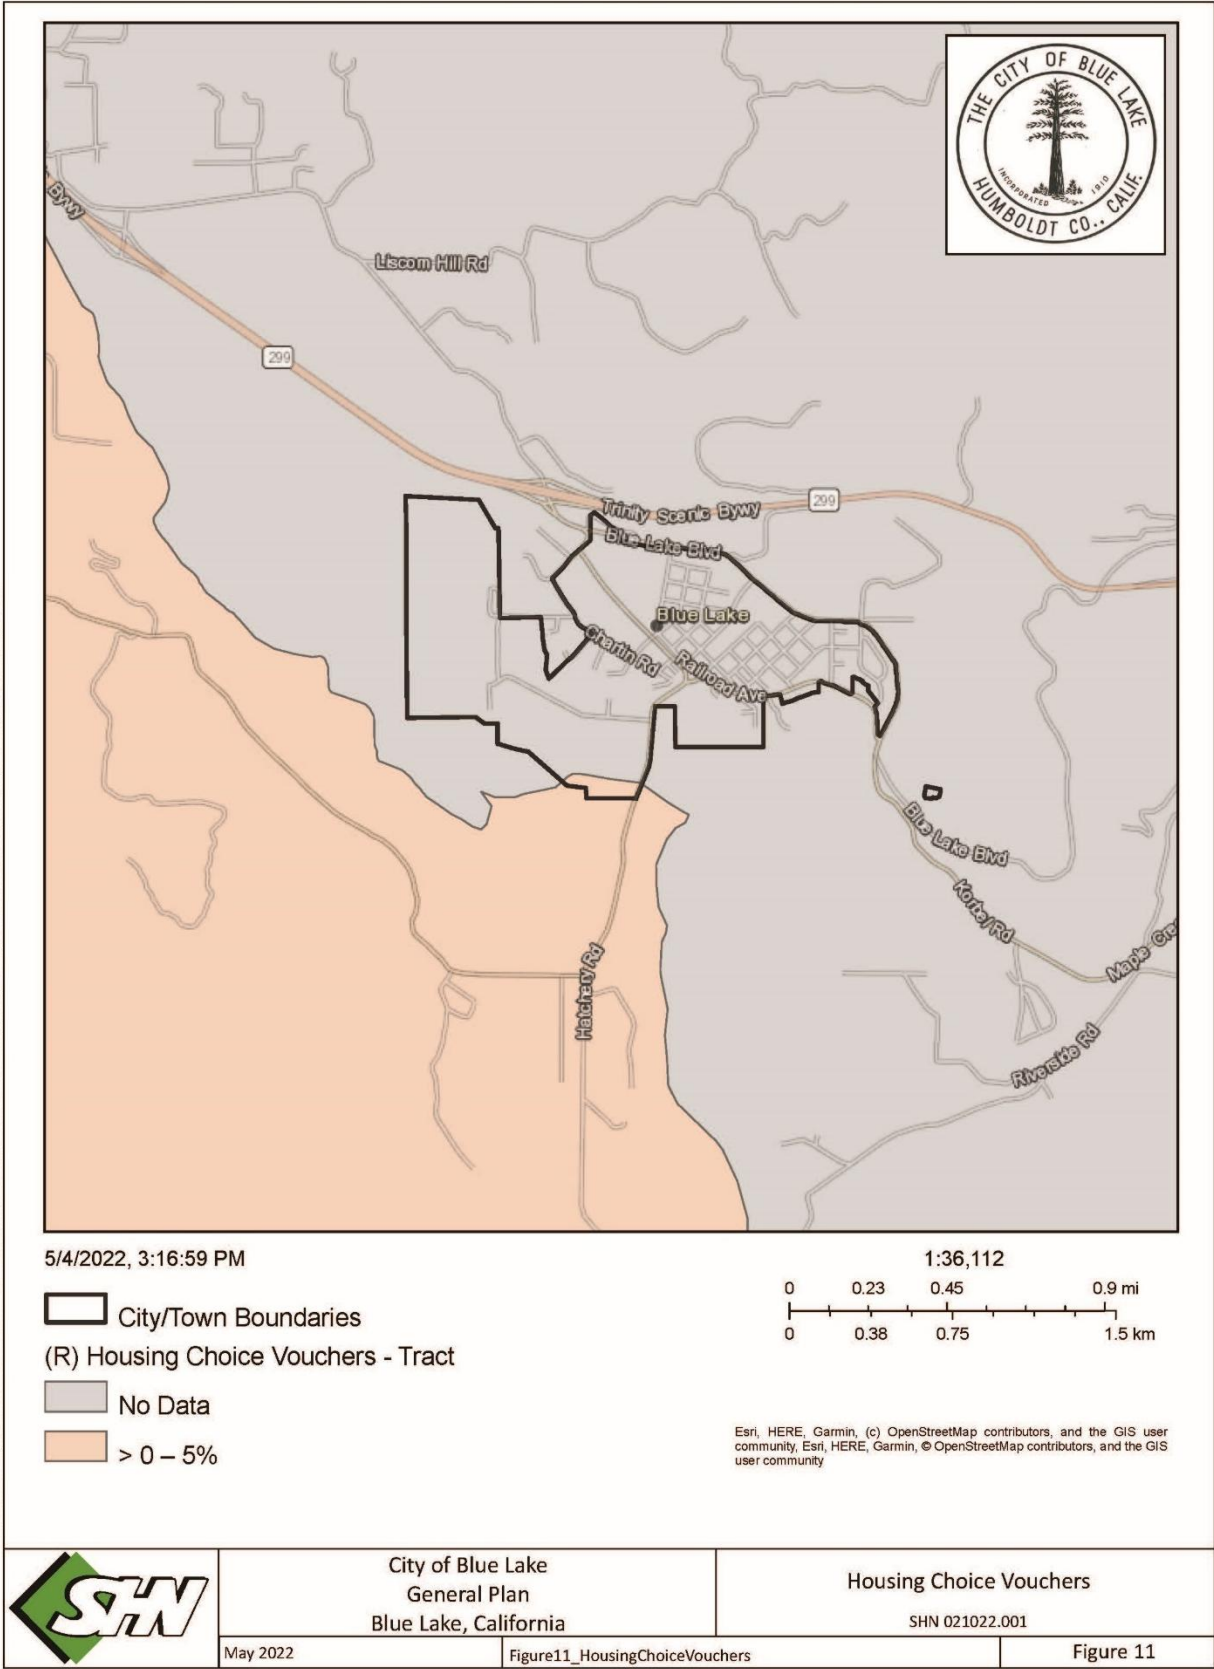 THE CITY OF BLUE LAKE
INCORPORATED 1910
HUMBOLDT CO., CALIF.
Bywy
Liscom Hill Rd
299
Trinity Scenic Bywy
299
Blue Lake Blvd
Blue Lake
Chartin Rd
Railroad Ave
Blue Lake Blvd
Korbel Rd
Maple Cre
Hatchery Rd
Riverside Rd
5/4/2022, 3:16:59 PM
1:36,112
0 0.23 0.45 0.9 mi
0 0.38 0.75 1.5 km
City/Town Boundaries
(R) Housing Choice Vouchers - Tract
No Data
> 0 – 5%
Esri, HERE, Garmin, (c) OpenStreetMap contributors, and the GIS user
community, Esri, HERE, Garmin, © OpenStreetMap contributors, and the GIS
user community
SHN
City of Blue Lake
General Plan
Blue Lake, California
Housing Choice Vouchers
SHN 021022.001
May 2022
Figure11_HousingChoiceVouchers
Figure 11